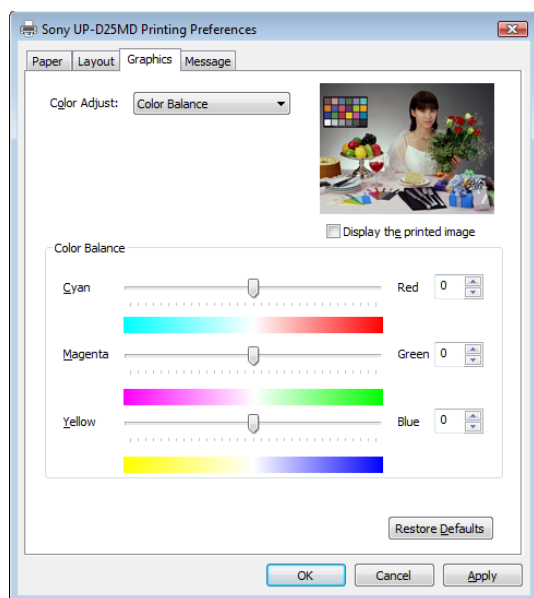 Sony UP-D25MD Printing Preferences
Paper Layout Graphics Message
Color Adjust: Color Balance
Display the printed image
Color Balance
Cyan Red 0
Magenta Green 0
Yellow Blue 0
Restore Defaults
OK Cancel Apply